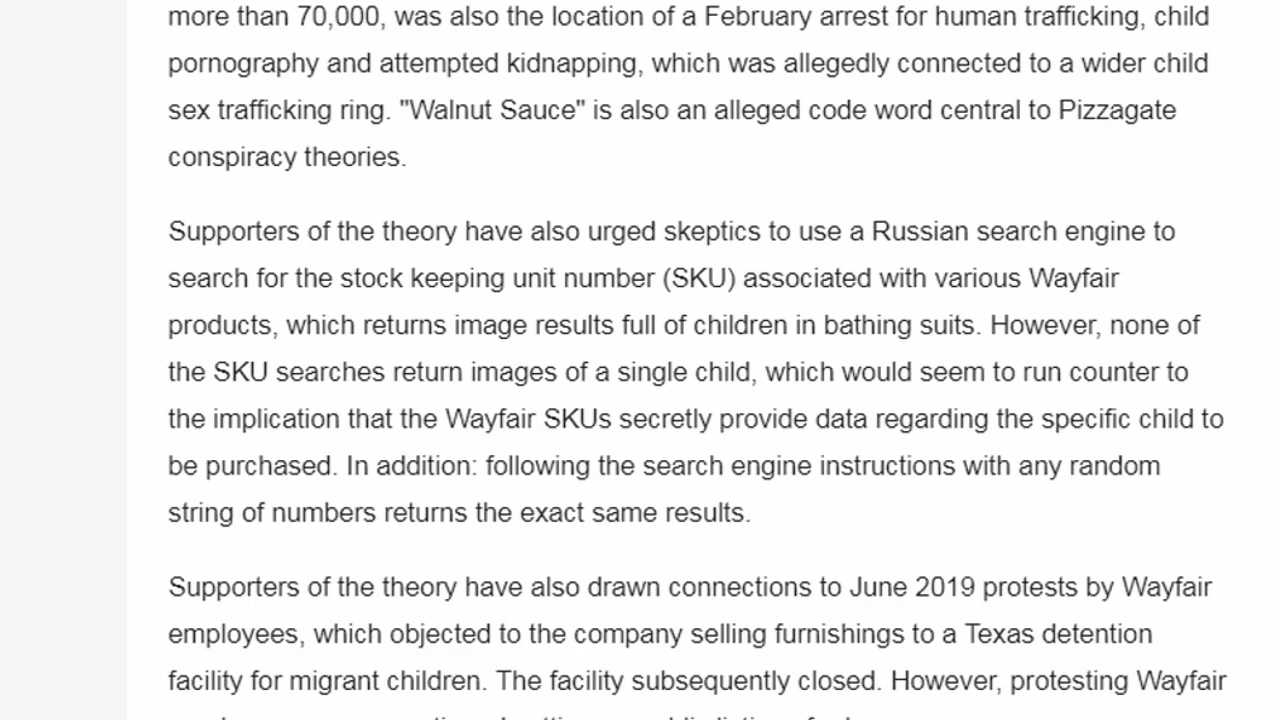 more than 70,000, was also the location of a February arrest for human trafficking, child
pornography and attempted kidnapping, which was allegedly connected to a wider child
sex trafficking ring. "Walnut Sauce" is also an alleged code word central to Pizzagate
conspiracy theories.
Supporters of the theory have also urged skeptics to use a Russian search engine to
search for the stock keeping unit number (SKU) associated with various Wayfair
products, which returns image results full of children in bathing suits. However, none of
the SKU searches return images of a single child, which would seem to run counter to
the implication that the Wayfair SKUs secretly provide data regarding the specific child to
be purchased. In addition: following the search engine instructions with any random
string of numbers returns the exact same results.
Supporters of the theory have also drawn connections to June 2019 protests by Wayfair
employees, which objected to the company selling furnishings to a Texas detention
facility for migrant children. The facility subsequently closed. However, protesting Wayfair